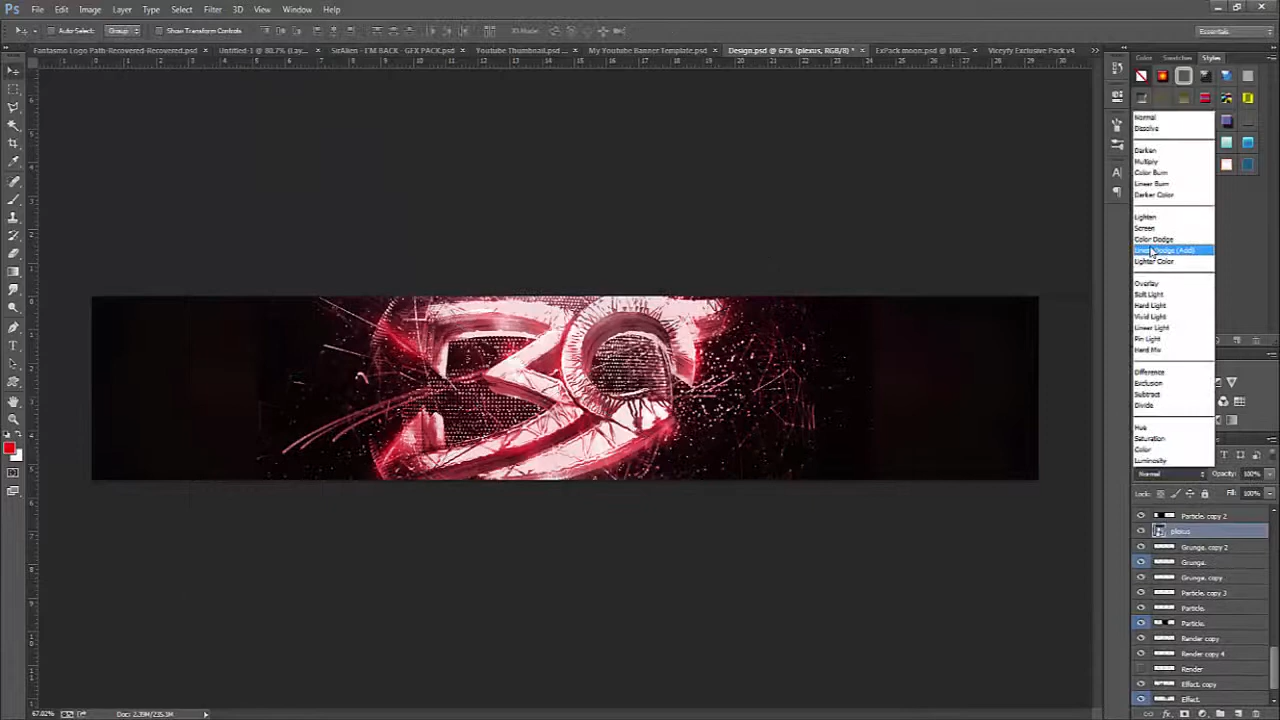 Ps File Edit Image Layer Type Select Filter 3D View Window Help
Auto-Select: Group Show Transform Controls 3D Mode: Essentials
Fantasmo Logo Path-Recovered-Recovered.psd × Untitled-1 @ 88.7% (Lay... × SirAlien - I'M BACK - GFX PACK.psd × Youtube Thumbnail.psd ... × My Youtube Banner Template.psd × Design.psd @ 67% (plexus, RGB/8) * × ExPack moon.psd @ 100... × Viceyfy Exclusive Pack v4
Color Swatches Styles
Normal
Dissolve
Darken
Multiply
Color Burn
Linear Burn
Darker Color
Lighten
Screen
Color Dodge
Linear Dodge (Add)
Lighter Color
Overlay
Soft Light
Hard Light
Vivid Light
Linear Light
Pin Light
Hard Mix
Difference
Exclusion
Subtract
Divide
Hue
Saturation
Color
Luminosity
Normal Opacity: 100%
Lock: Fill: 100%
Particle, copy 2
plexus
Grunge, copy 2
Grunge,
Grunge, copy
Particle, copy 3
Particle,
Particle,
Render copy
Render copy 4
Render
Effect, copy
Effect,
67.02% Doc: 2.39M/235.3M